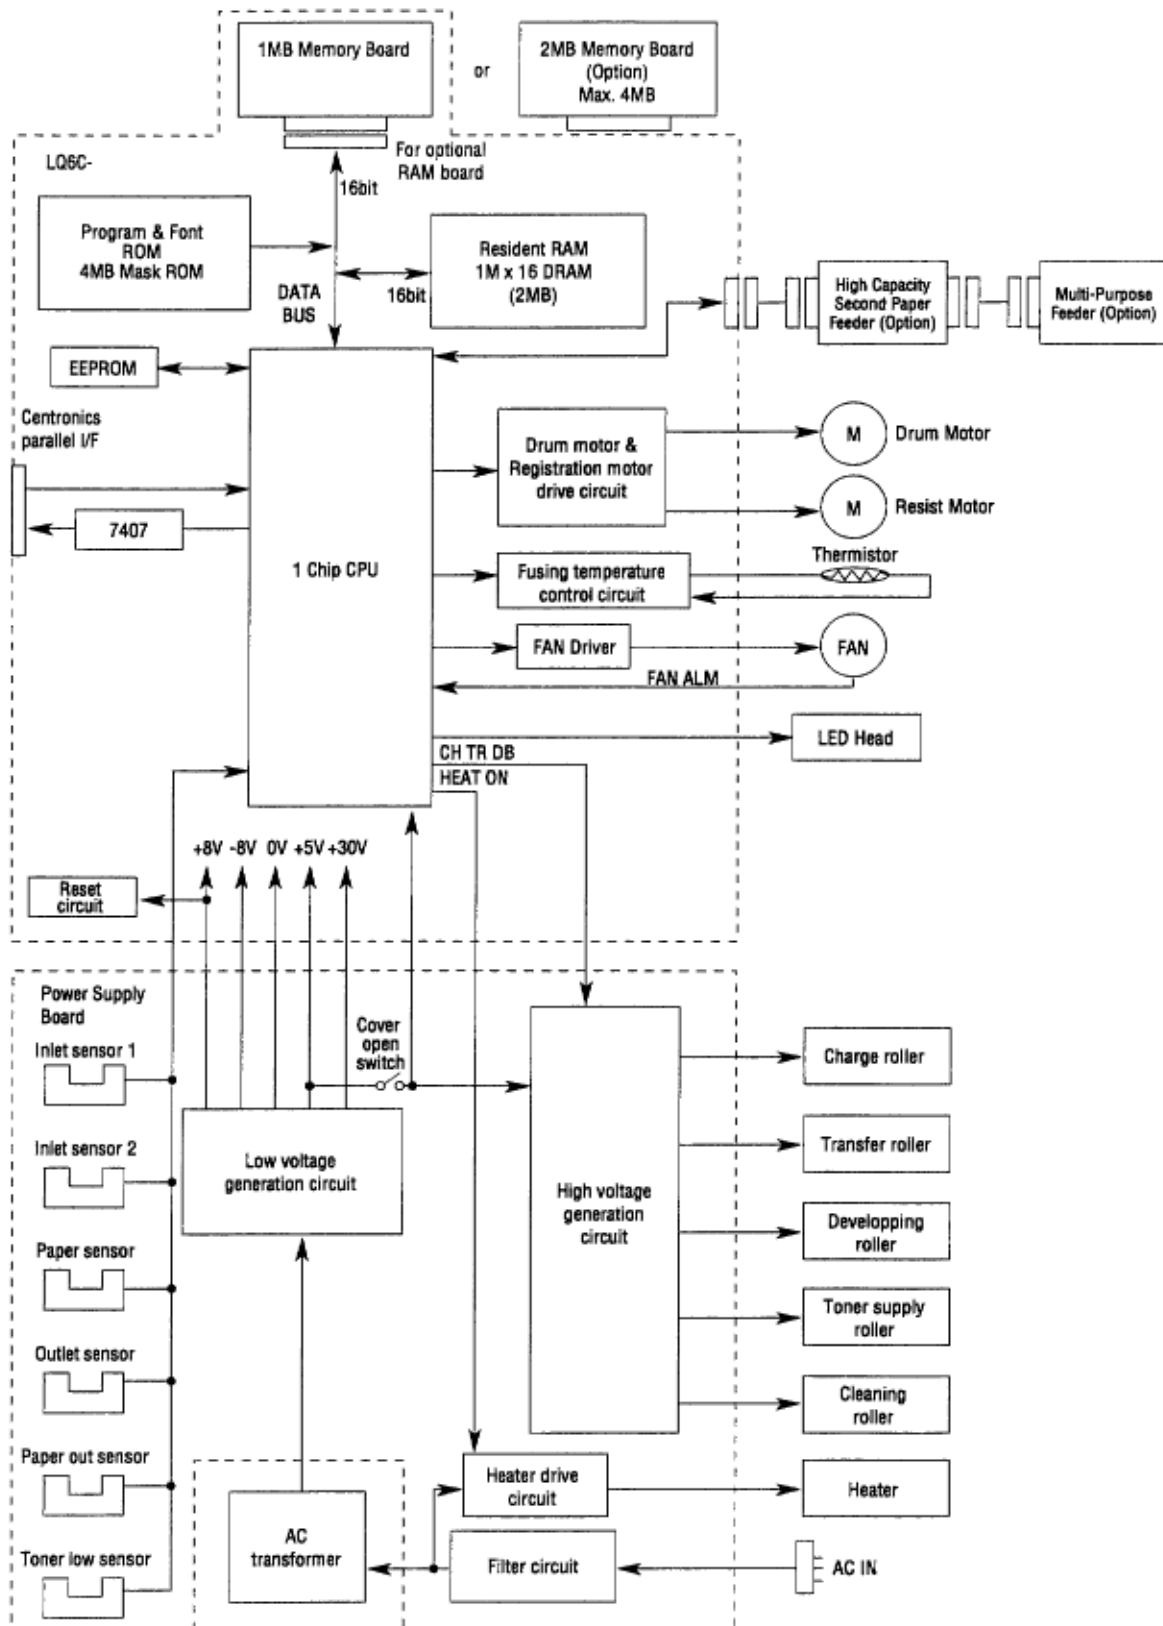 1MB Memory Board
or
2MB Memory Board
(Option)
Max. 4MB
LQ6C-
For optional
RAM board
16bit
Program & Font
ROM
4MB Mask ROM
Resident RAM
1M x 16 DRAM
(2MB)
16bit
DATA
BUS
High Capacity
Second Paper
Feeder (Option)
Multi-Purpose
Feeder (Option)
EEPROM
Centronics
parallel I/F
7407
1 Chip CPU
Drum motor &
Registration motor
drive circuit
M
Drum Motor
M
Resist Motor
Thermistor
Fusing temperature
control circuit
FAN Driver
FAN
FAN ALM
LED Head
CH TR DB
HEAT ON
+8V -8V 0V +5V +30V
Reset
circuit
Power Supply
Board
Cover
open
switch
Inlet sensor 1
Inlet sensor 2
Paper sensor
Outlet sensor
Paper out sensor
Toner low sensor
Low voltage
generation circuit
High voltage
generation
circuit
Charge roller
Transfer roller
Developping
roller
Toner supply
roller
Cleaning
roller
Heater drive
circuit
Heater
AC
transformer
Filter circuit
AC IN